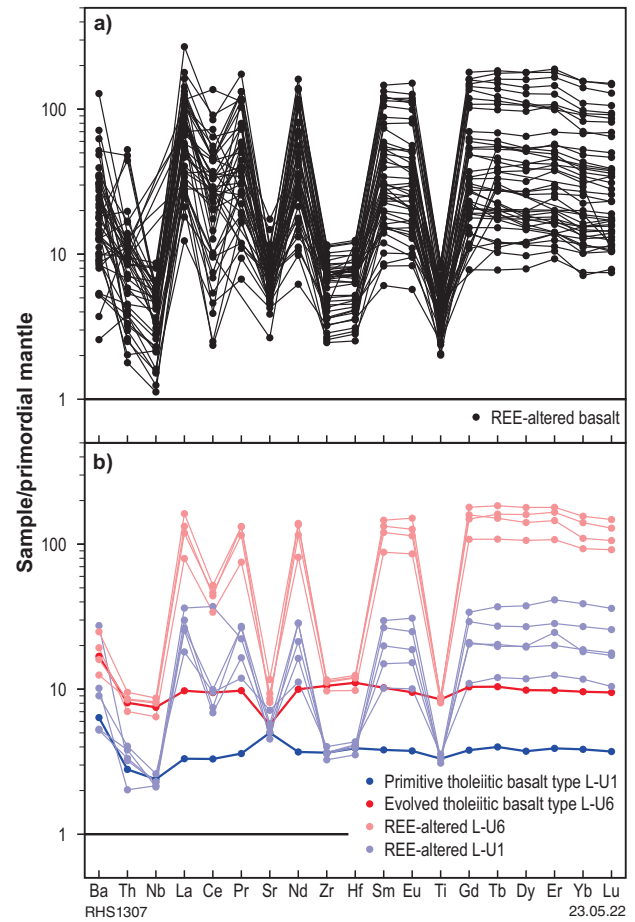 a)
100
10
1
REE-altered basalt
Sample/primordial mantle
b)
100
10
1
Primitive tholeiitic basalt type L-U1
Evolved tholeiitic basalt type L-U6
REE-altered L-U6
REE-altered L-U1
Ba Th Nb La Ce Pr Sr Nd Zr Hf Sm Eu Ti Gd Tb Dy Er Yb Lu
RHS1307 23.05.22